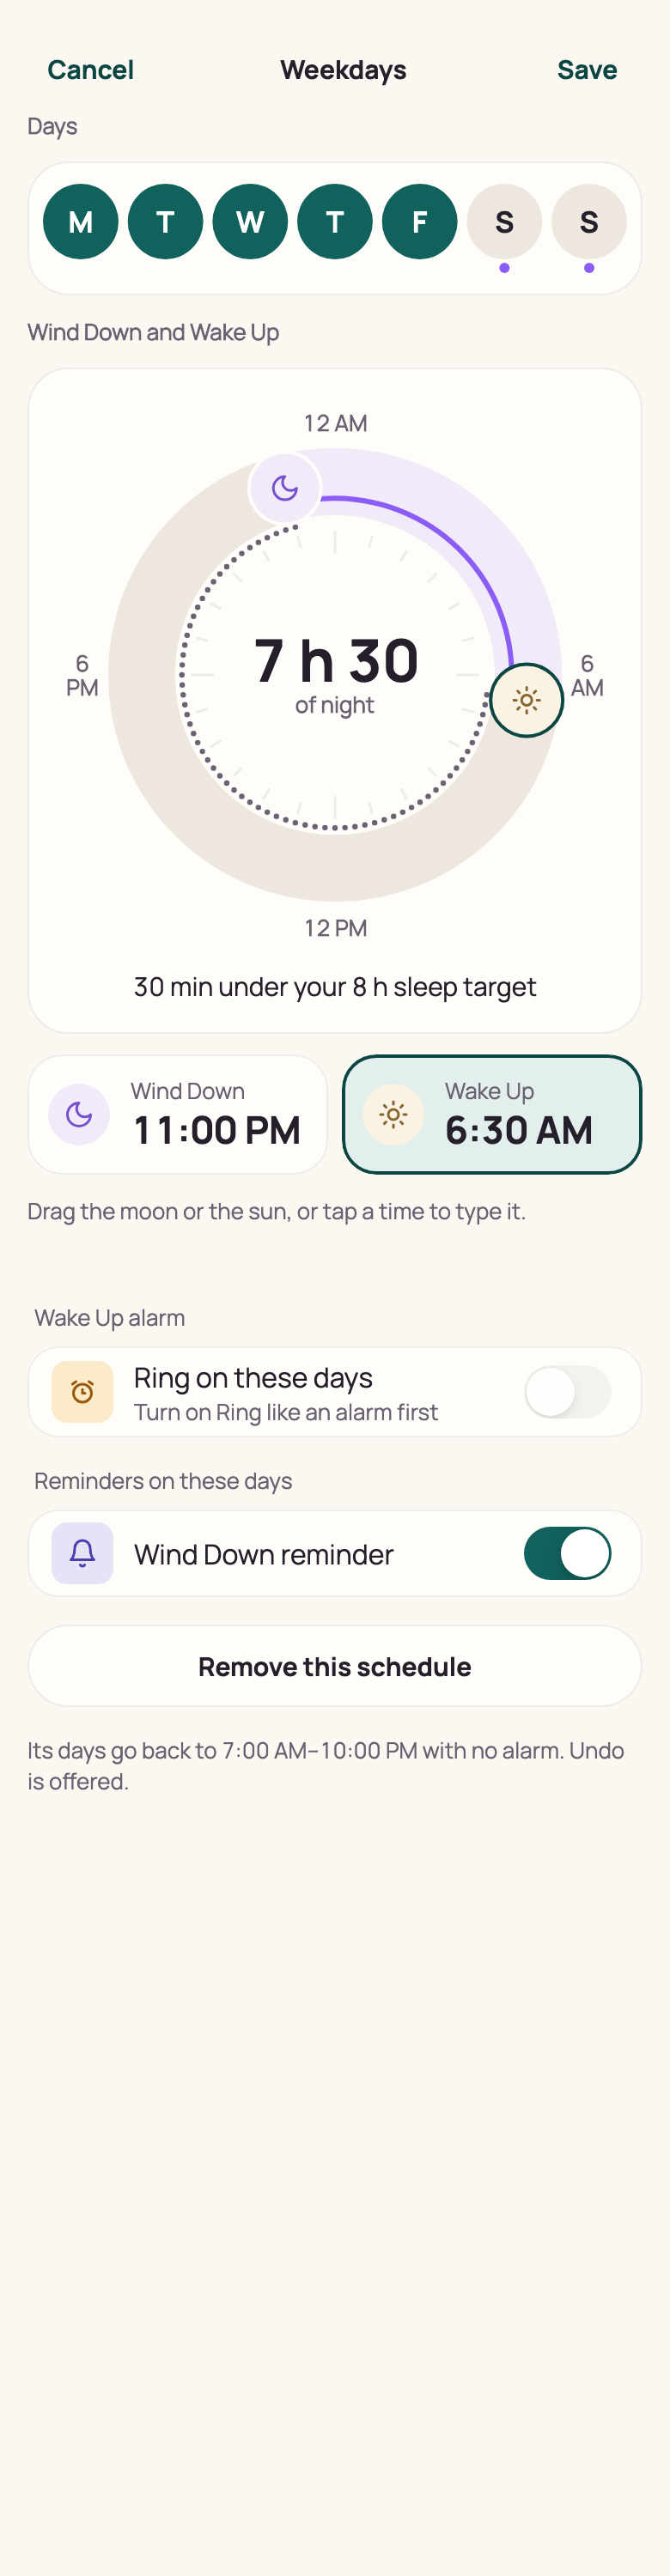 Cancel Weekdays Save
Days
M T W T F S S
Wind Down and Wake Up
12 AM
7 h 30
of night
6
PM
6
AM
12 PM
30 min under your 8 h sleep target
Wind Down
11:00 PM
Wake Up
6:30 AM
Drag the moon or the sun, or tap a time to type it.
Wake Up alarm
Ring on these days
Turn on Ring like an alarm first
Reminders on these days
Wind Down reminder
Remove this schedule
Its days go back to 7:00 AM–10:00 PM with no alarm. Undo
is offered.